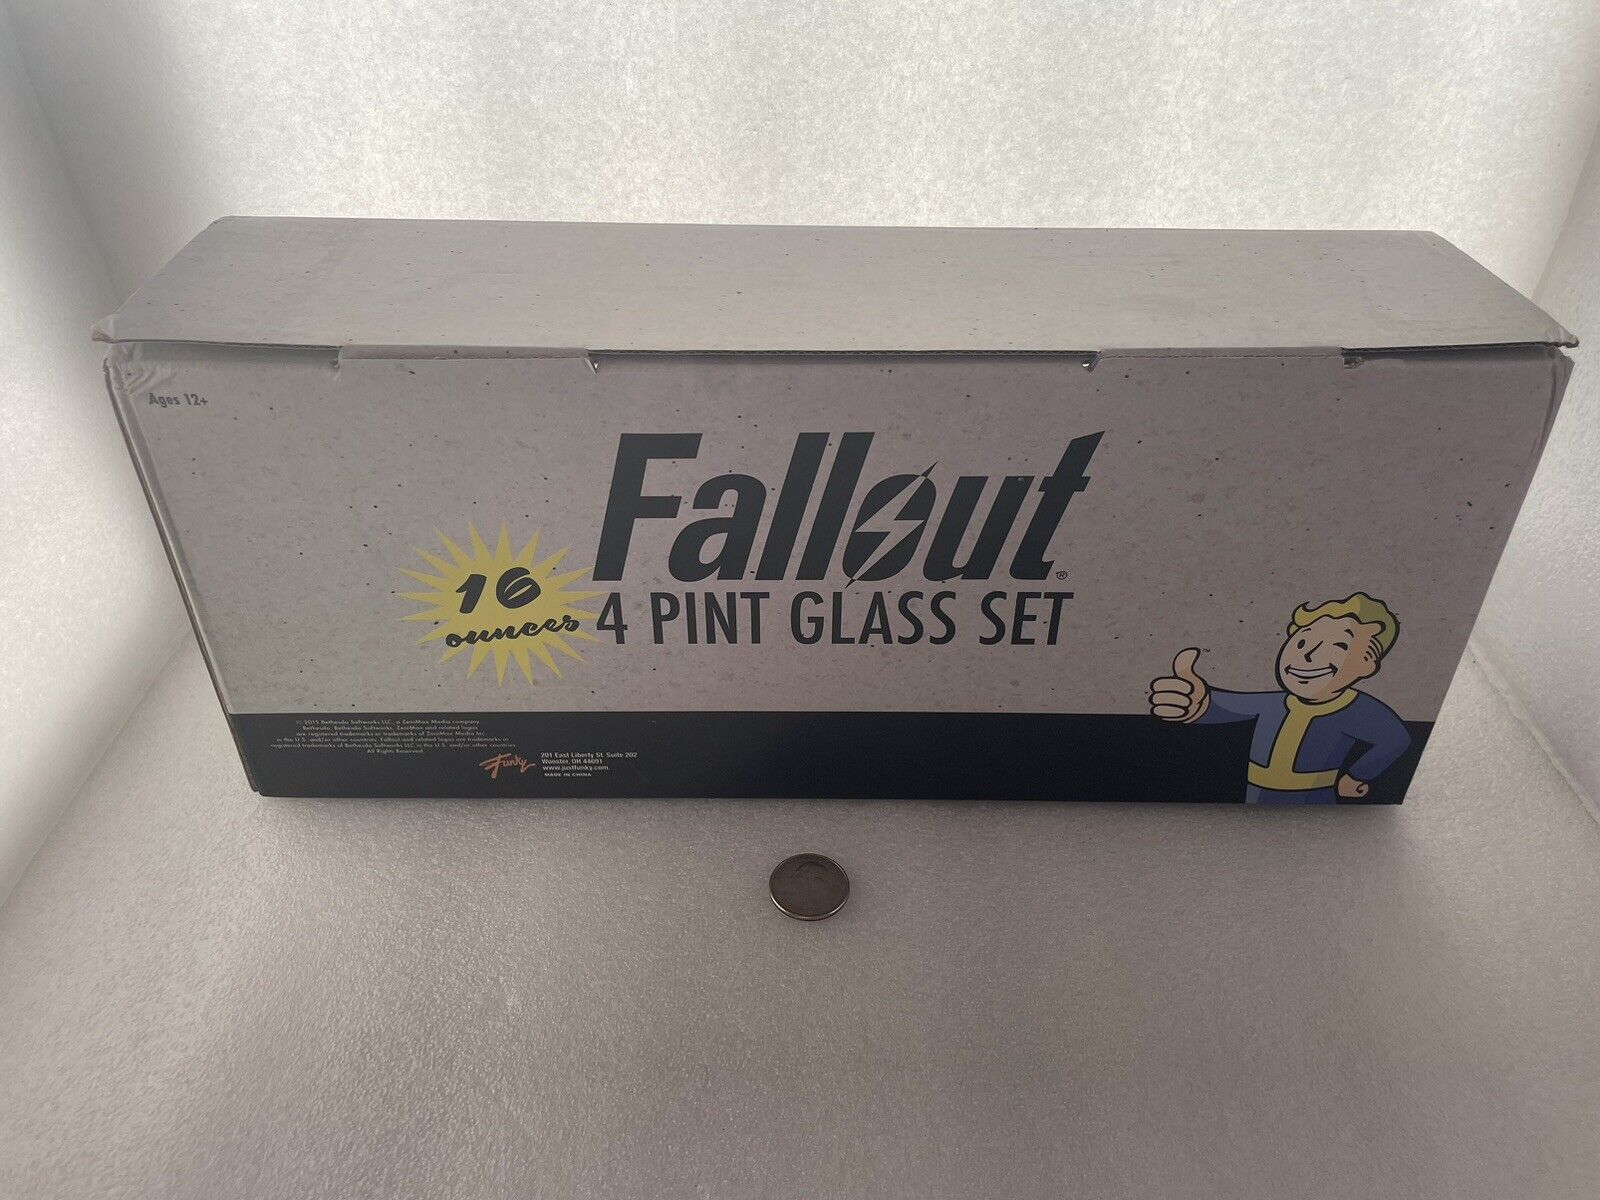 Ages 12+
Fallout®
16
ounces
4 PINT GLASS SET
™
© 2015 Bethesda Softworks LLC, a ZeniMax Media company.
Bethesda, Bethesda Softworks, ZeniMax and related logos
are registered trademarks or trademarks of ZeniMax Media Inc.
in the U.S. and/or other countries. Fallout and related logos are trademarks or
registered trademarks of Bethesda Softworks LLC in the U.S. and/or other countries.
All Rights Reserved.
Funky
201 East Liberty St. Suite 202
Wooster, OH 44691
www.justfunky.com
MADE IN CHINA